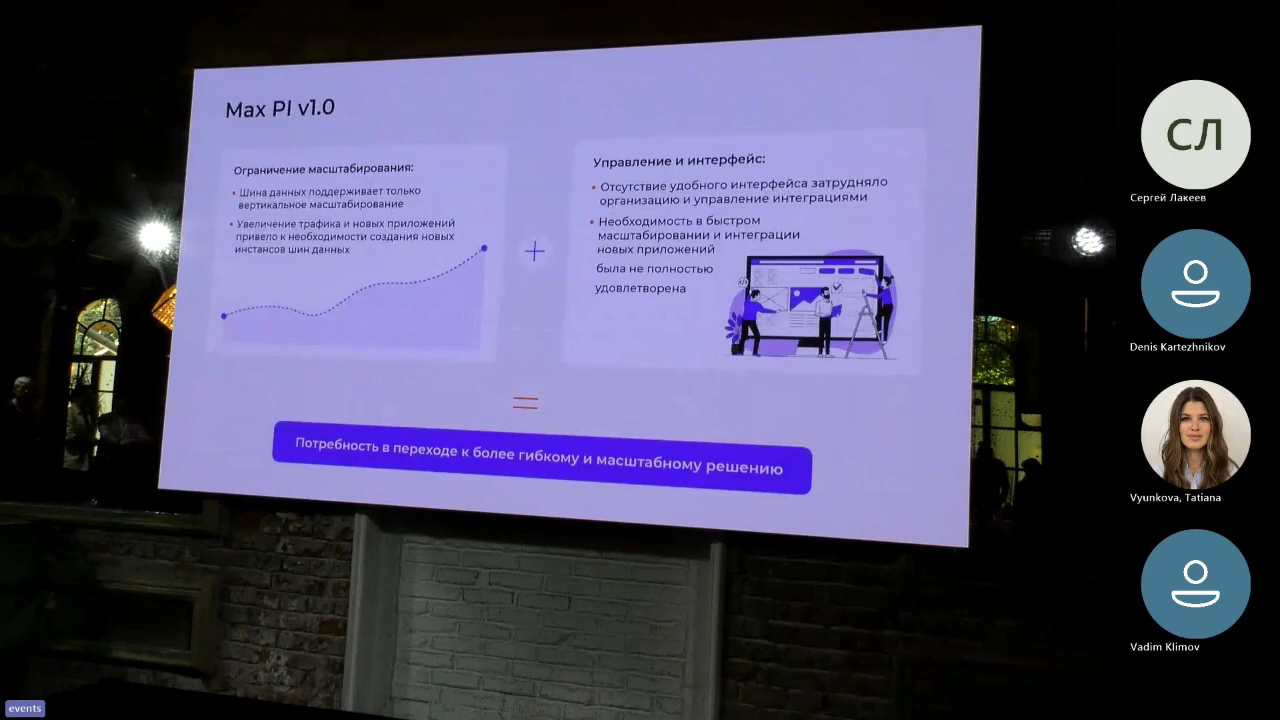 Max PI v1.0
Ограничение масштабирования:
• Шина данных поддерживает только
вертикальное масштабирование
• Увеличение трафика и новых приложений
привело к необходимости создания новых
инстансов шин данных
+
Управление и интерфейс:
• Отсутствие удобного интерфейса затрудняло
организацию и управление интеграциями
• Необходимость в быстром
масштабировании и интеграции
новых приложений
была не полностью
удовлетворена
=
Потребность в переходе к более гибкому и масштабному решению
СЛ
Сергей Лакеев
Denis Kartezhnikov
Vyunkova, Tatiana
Vadim Klimov
events